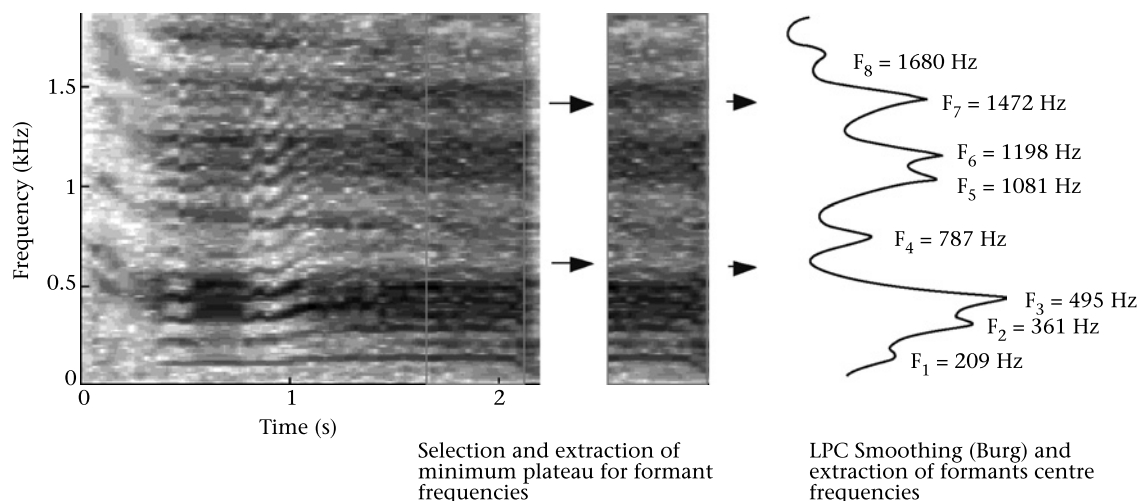 Frequency (kHz)
1.5
1
0.5
0
0
1
2
Time (s)
F8 = 1680 Hz
F7 = 1472 Hz
F6 = 1198 Hz
F5 = 1081 Hz
F4 = 787 Hz
F3 = 495 Hz
F2 = 361 Hz
F1 = 209 Hz
Selection and extraction of
minimum plateau for formant
frequencies
LPC Smoothing (Burg) and
extraction of formants centre
frequencies